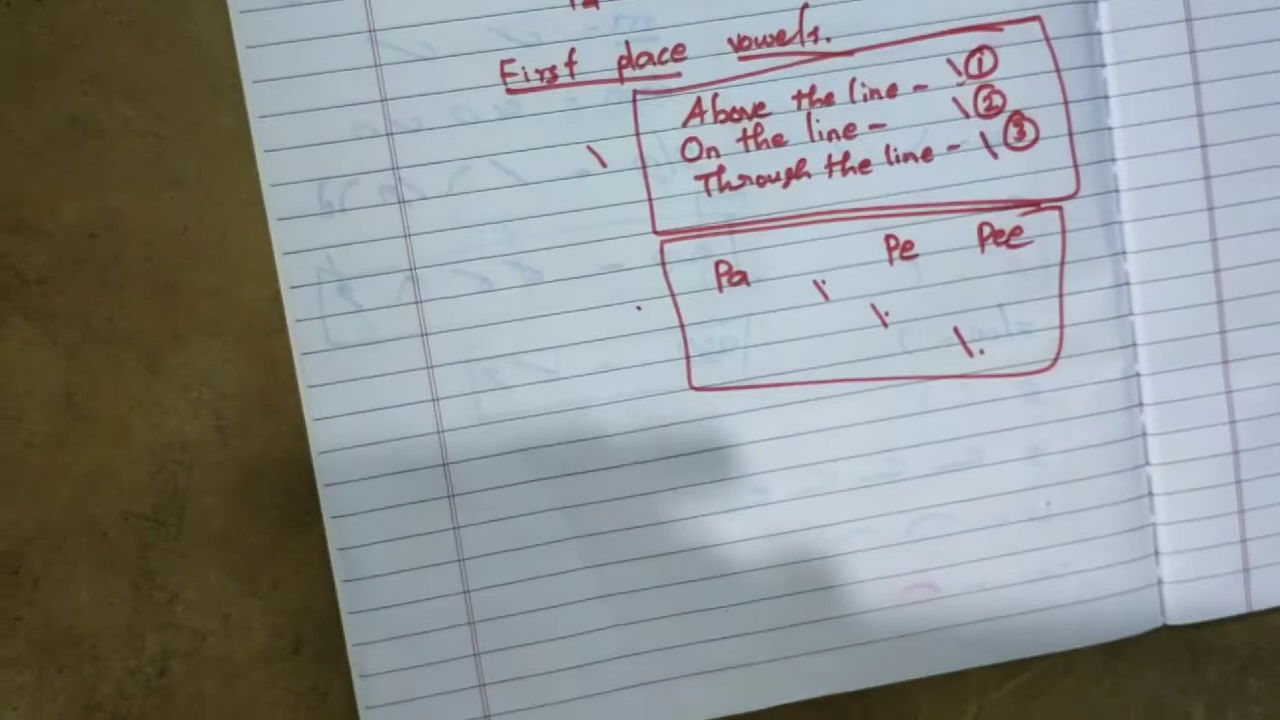 First place vowels.
Above the line - \ ①
On the line - \ ②
Through the line - \ ③
Pa Pe Pee